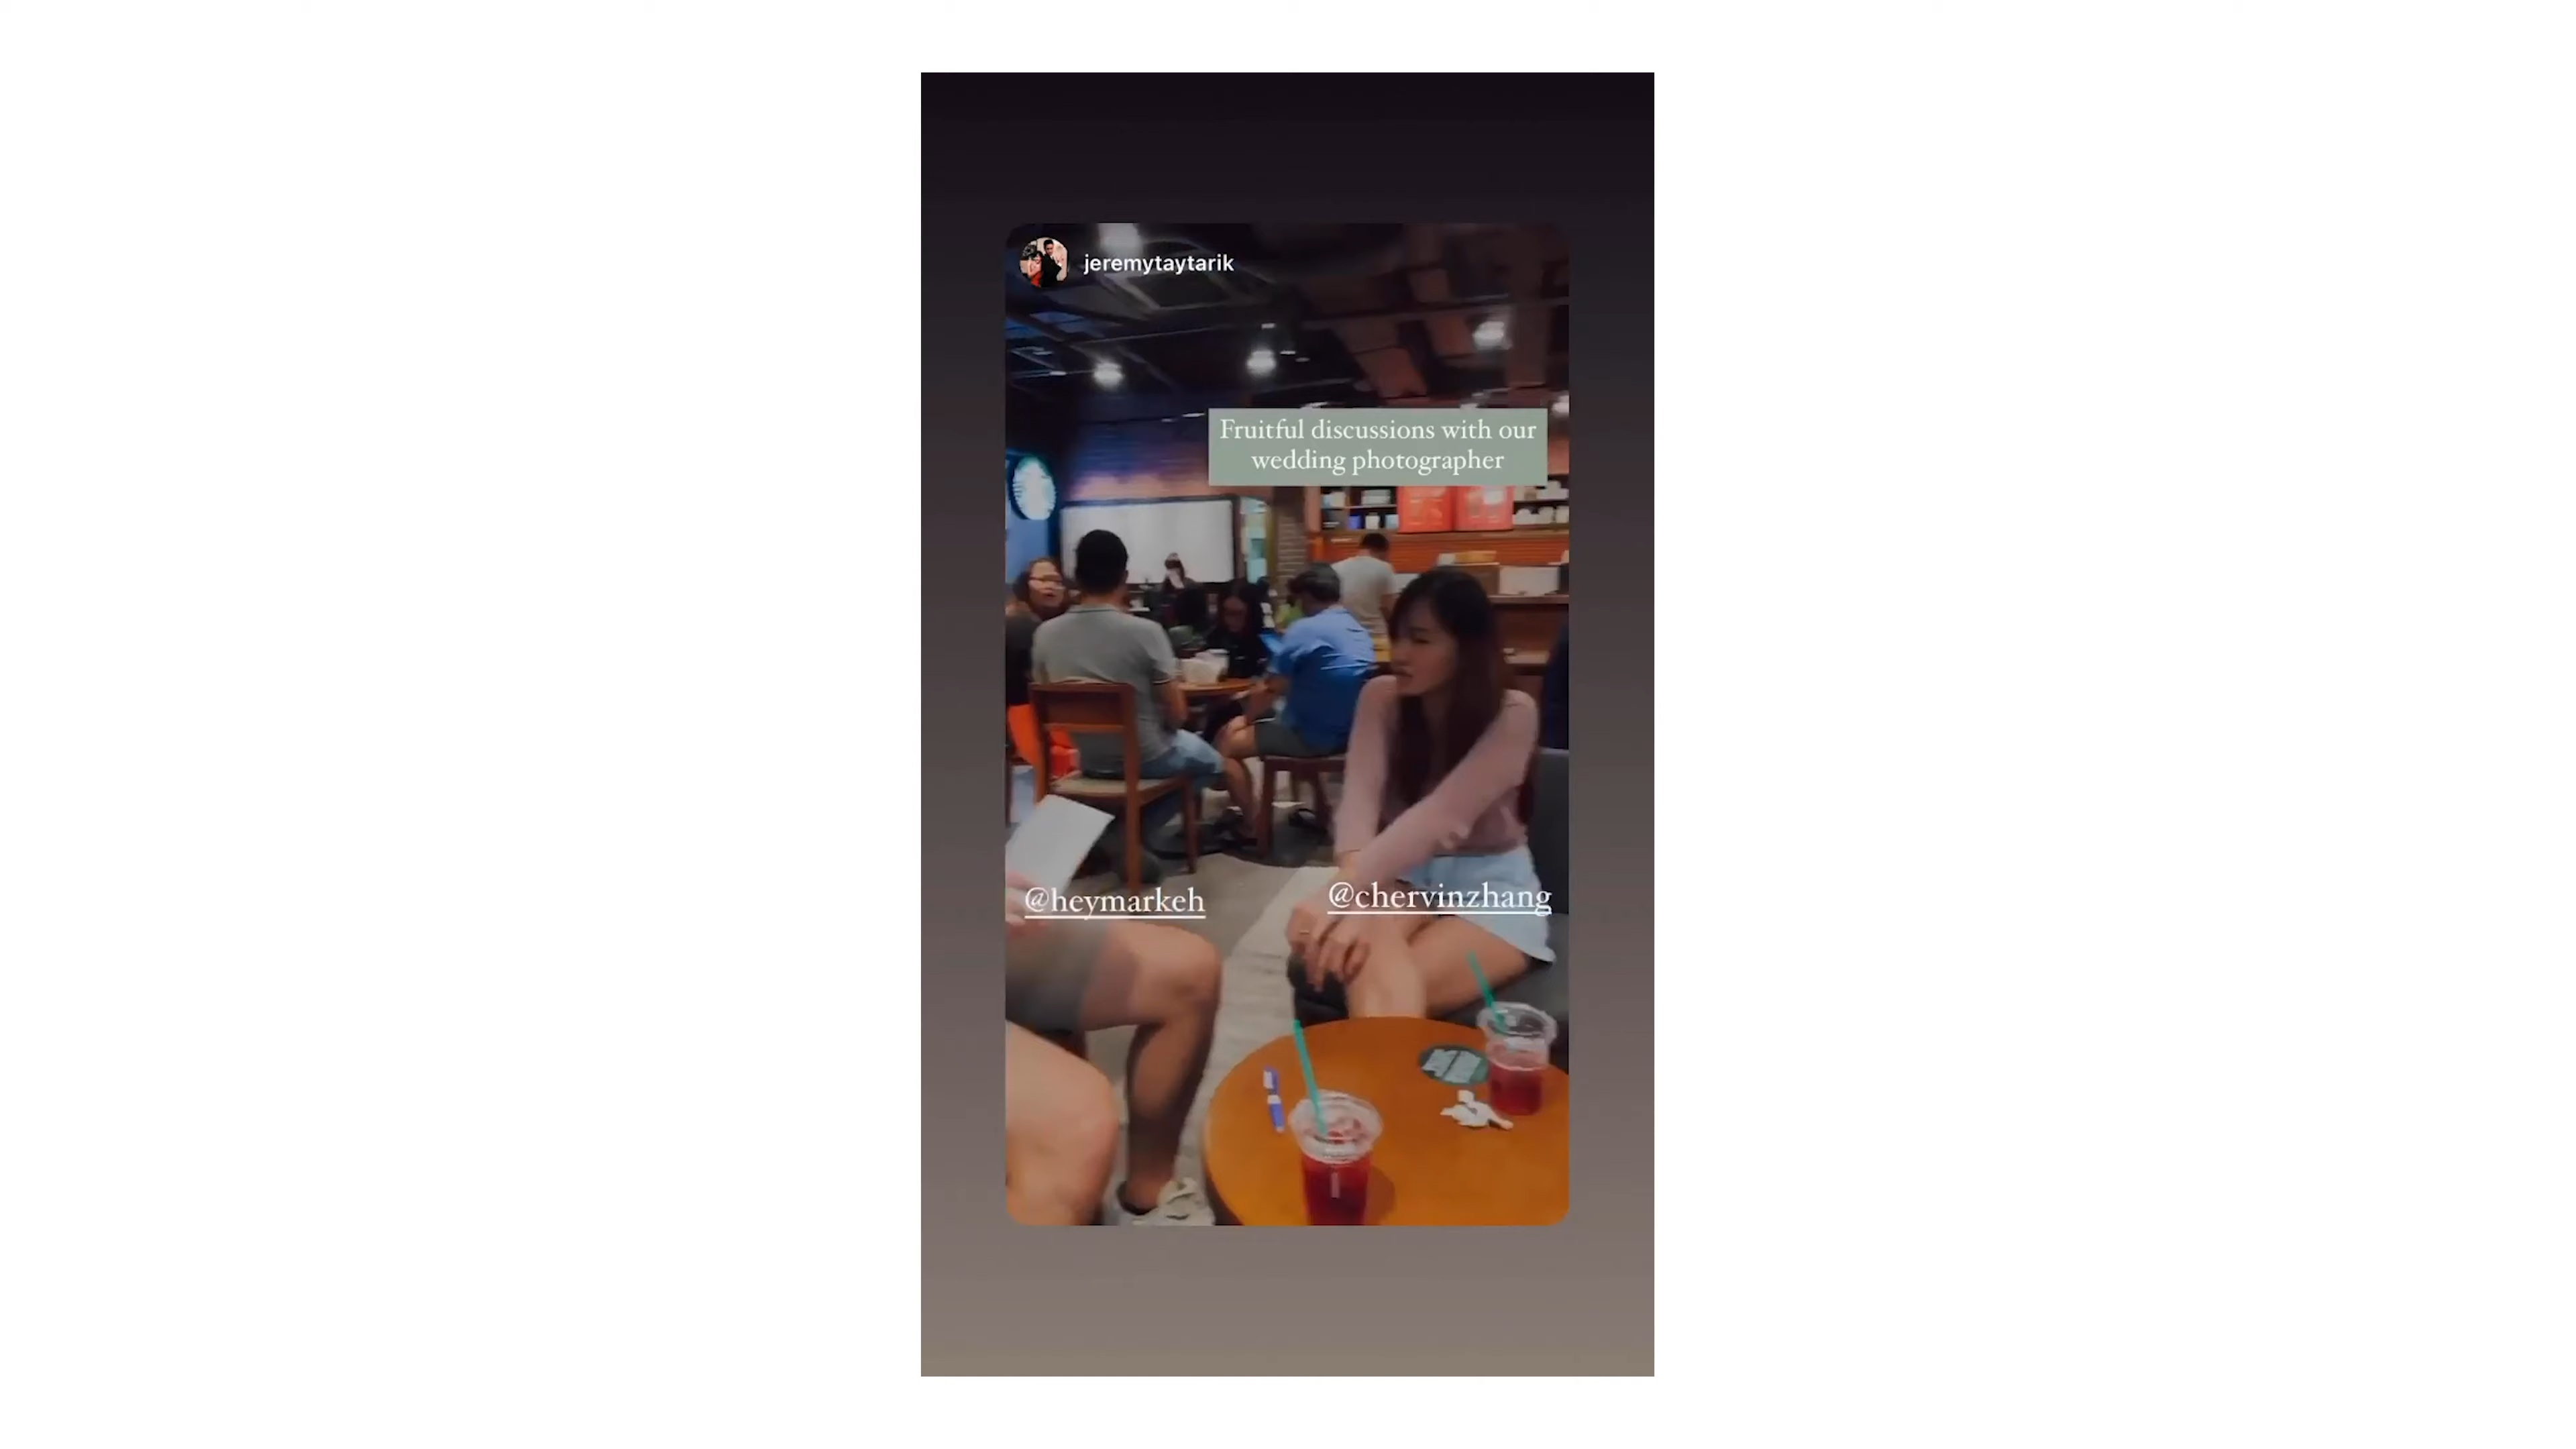 jeremytaytarik
Fruitful discussions with our
wedding photographer
@heymarkeh
@chervinzhang